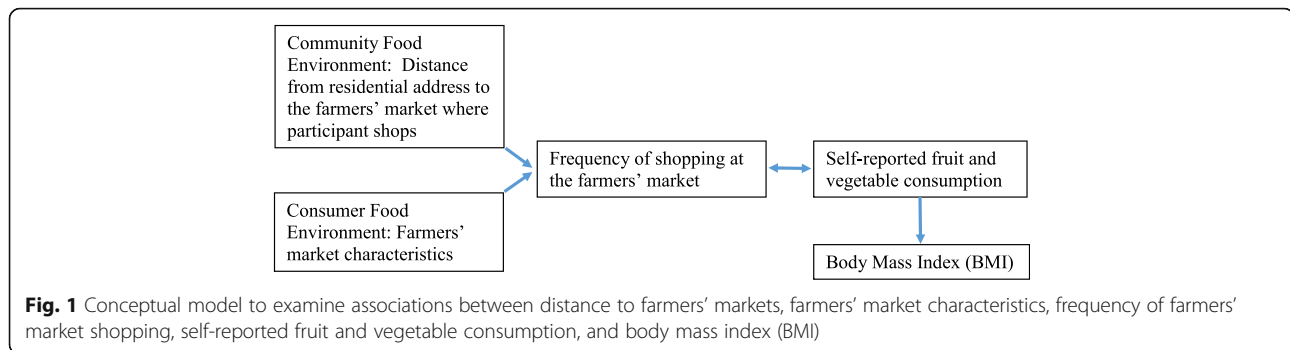 Community Food
Environment: Distance
from residential address to
the farmers' market where
participant shops
Consumer Food
Environment: Farmers'
market characteristics
Frequency of shopping at
the farmers' market
Self-reported fruit and
vegetable consumption
Body Mass Index (BMI)
Fig. 1 Conceptual model to examine associations between distance to farmers' markets, farmers' market characteristics, frequency of farmers'
market shopping, self-reported fruit and vegetable consumption, and body mass index (BMI)